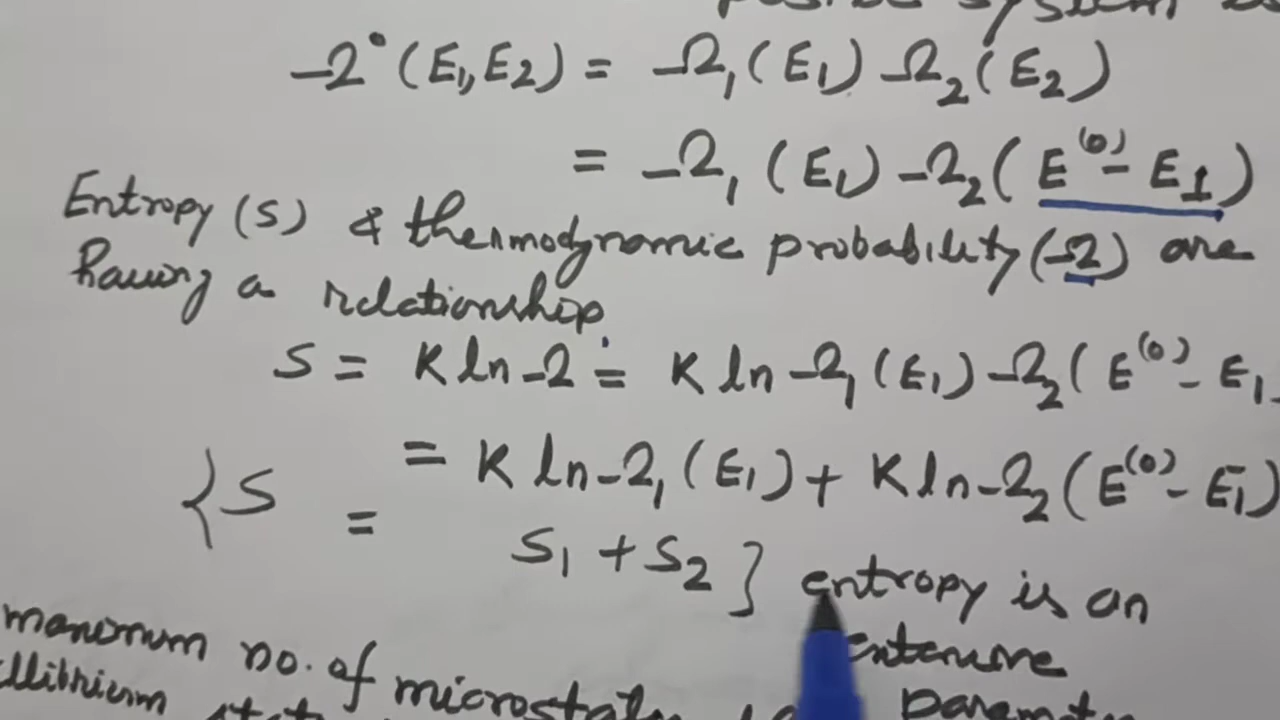 system
Ω°(E1, E2) = Ω1(E1) Ω2(E2)
= Ω1(E1) Ω2(E^(0) - E1)
Entropy (S) & thermodynamic probability (Ω) are
having a relationship
S = K ln Ω = K ln Ω1(E1) Ω2(E^(0) - E1
= K ln Ω1(E1) + K ln Ω2(E^(0) - E1)
{S = S1 + S2} entropy is an
extensive
maximum no. of microstat
parameter